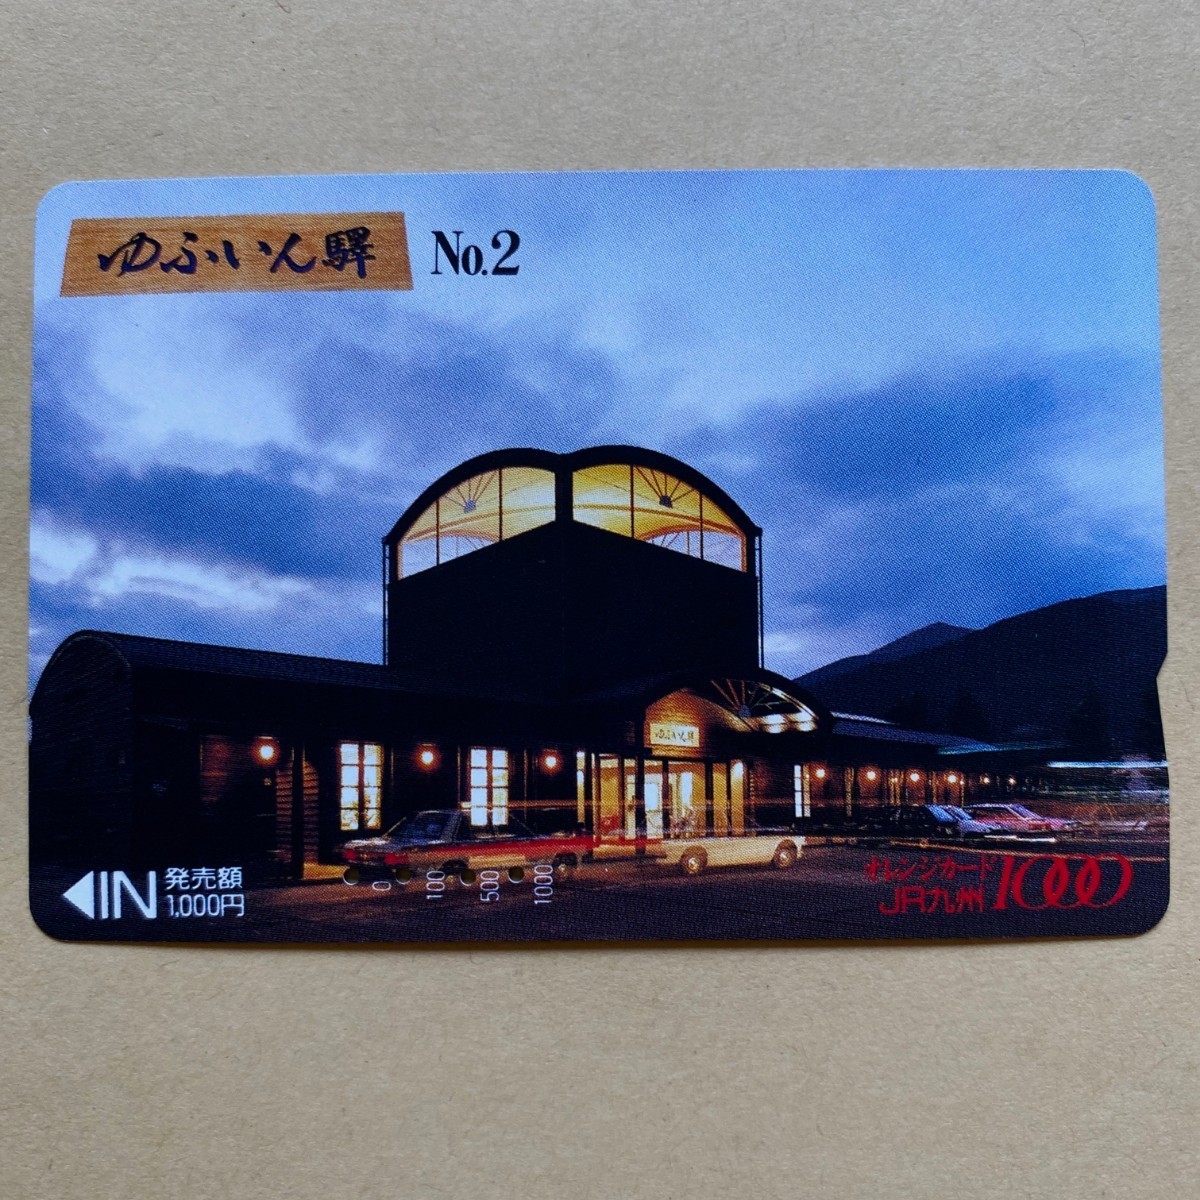 ゆふいん驛 No.2
ゆふいん驛
◁IN 発売額 1,000円
0 100 500 1000
オレンジカード 1000
JR九州